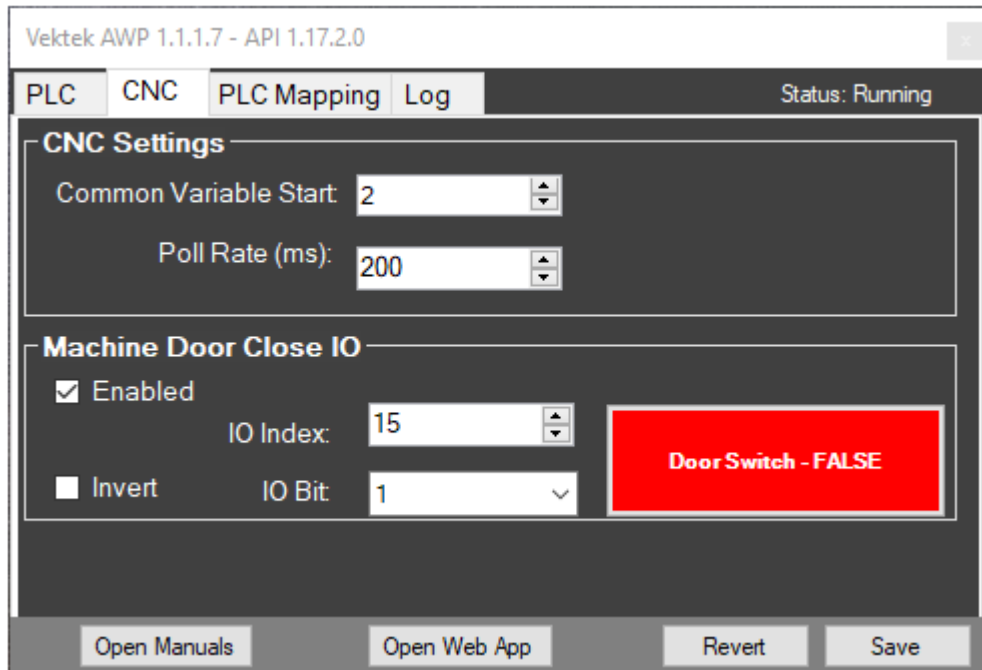 Vektek AWP 1.1.1.7 - API 1.17.2.0
x
PLC CNC PLC Mapping Log Status: Running
CNC Settings
Common Variable Start: 2
Poll Rate (ms): 200
Machine Door Close IO
Enabled
IO Index: 15
Door Switch - FALSE
Invert IO Bit: 1
Open Manuals Open Web App Revert Save